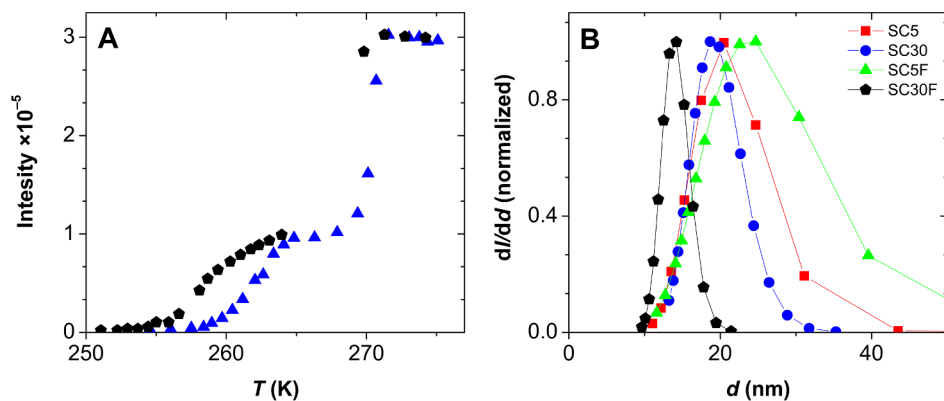 A
Intesity ×10⁻⁵
3
2
1
0
250
260
270
T (K)
B
SC5
SC30
SC5F
SC30F
dI/dd (normalized)
0.8
0.4
0.0
0
20
40
d (nm)